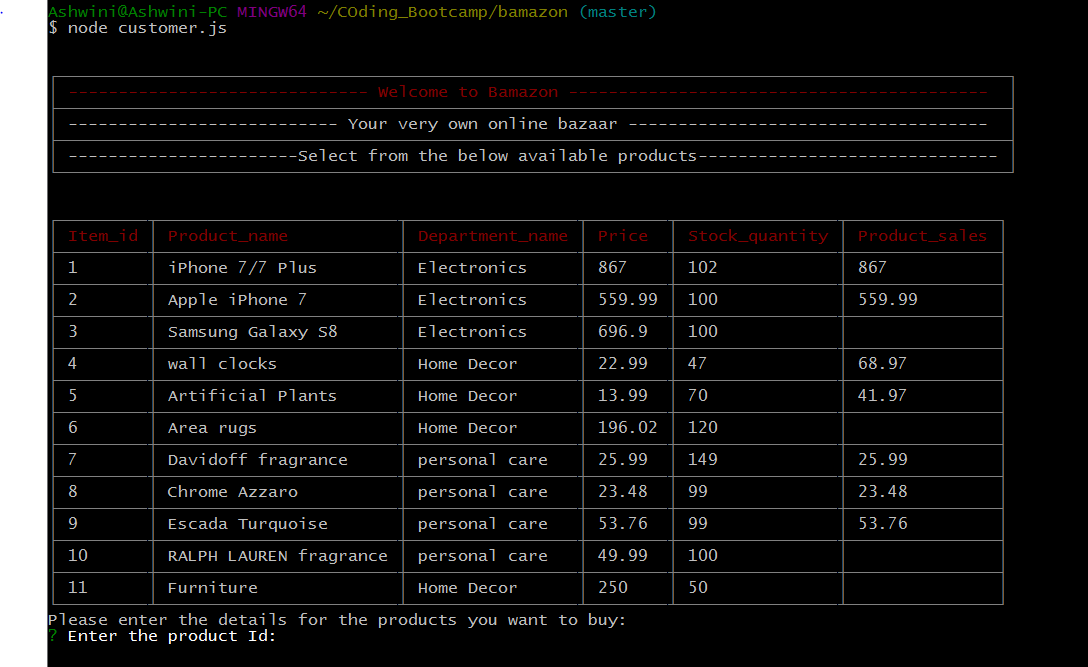 Ashwini@Ashwini-PC MINGW64 ~/COding_Bootcamp/bamazon (master)
$ node customer.js
------------------------------ Welcome to Bamazon ------------------------------------------
--------------------------- Your very own online bazaar ------------------------------------
-----------------------Select from the below available products------------------------------
Item_id Product_name Department_name Price Stock_quantity Product_sales
1 iPhone 7/7 Plus Electronics 867 102 867
2 Apple iPhone 7 Electronics 559.99 100 559.99
3 Samsung Galaxy S8 Electronics 696.9 100
4 wall clocks Home Decor 22.99 47 68.97
5 Artificial Plants Home Decor 13.99 70 41.97
6 Area rugs Home Decor 196.02 120
7 Davidoff fragrance personal care 25.99 149 25.99
8 Chrome Azzaro personal care 23.48 99 23.48
9 Escada Turquoise personal care 53.76 99 53.76
10 RALPH LAUREN fragrance personal care 49.99 100
11 Furniture Home Decor 250 50
Please enter the details for the products you want to buy:
? Enter the product Id: